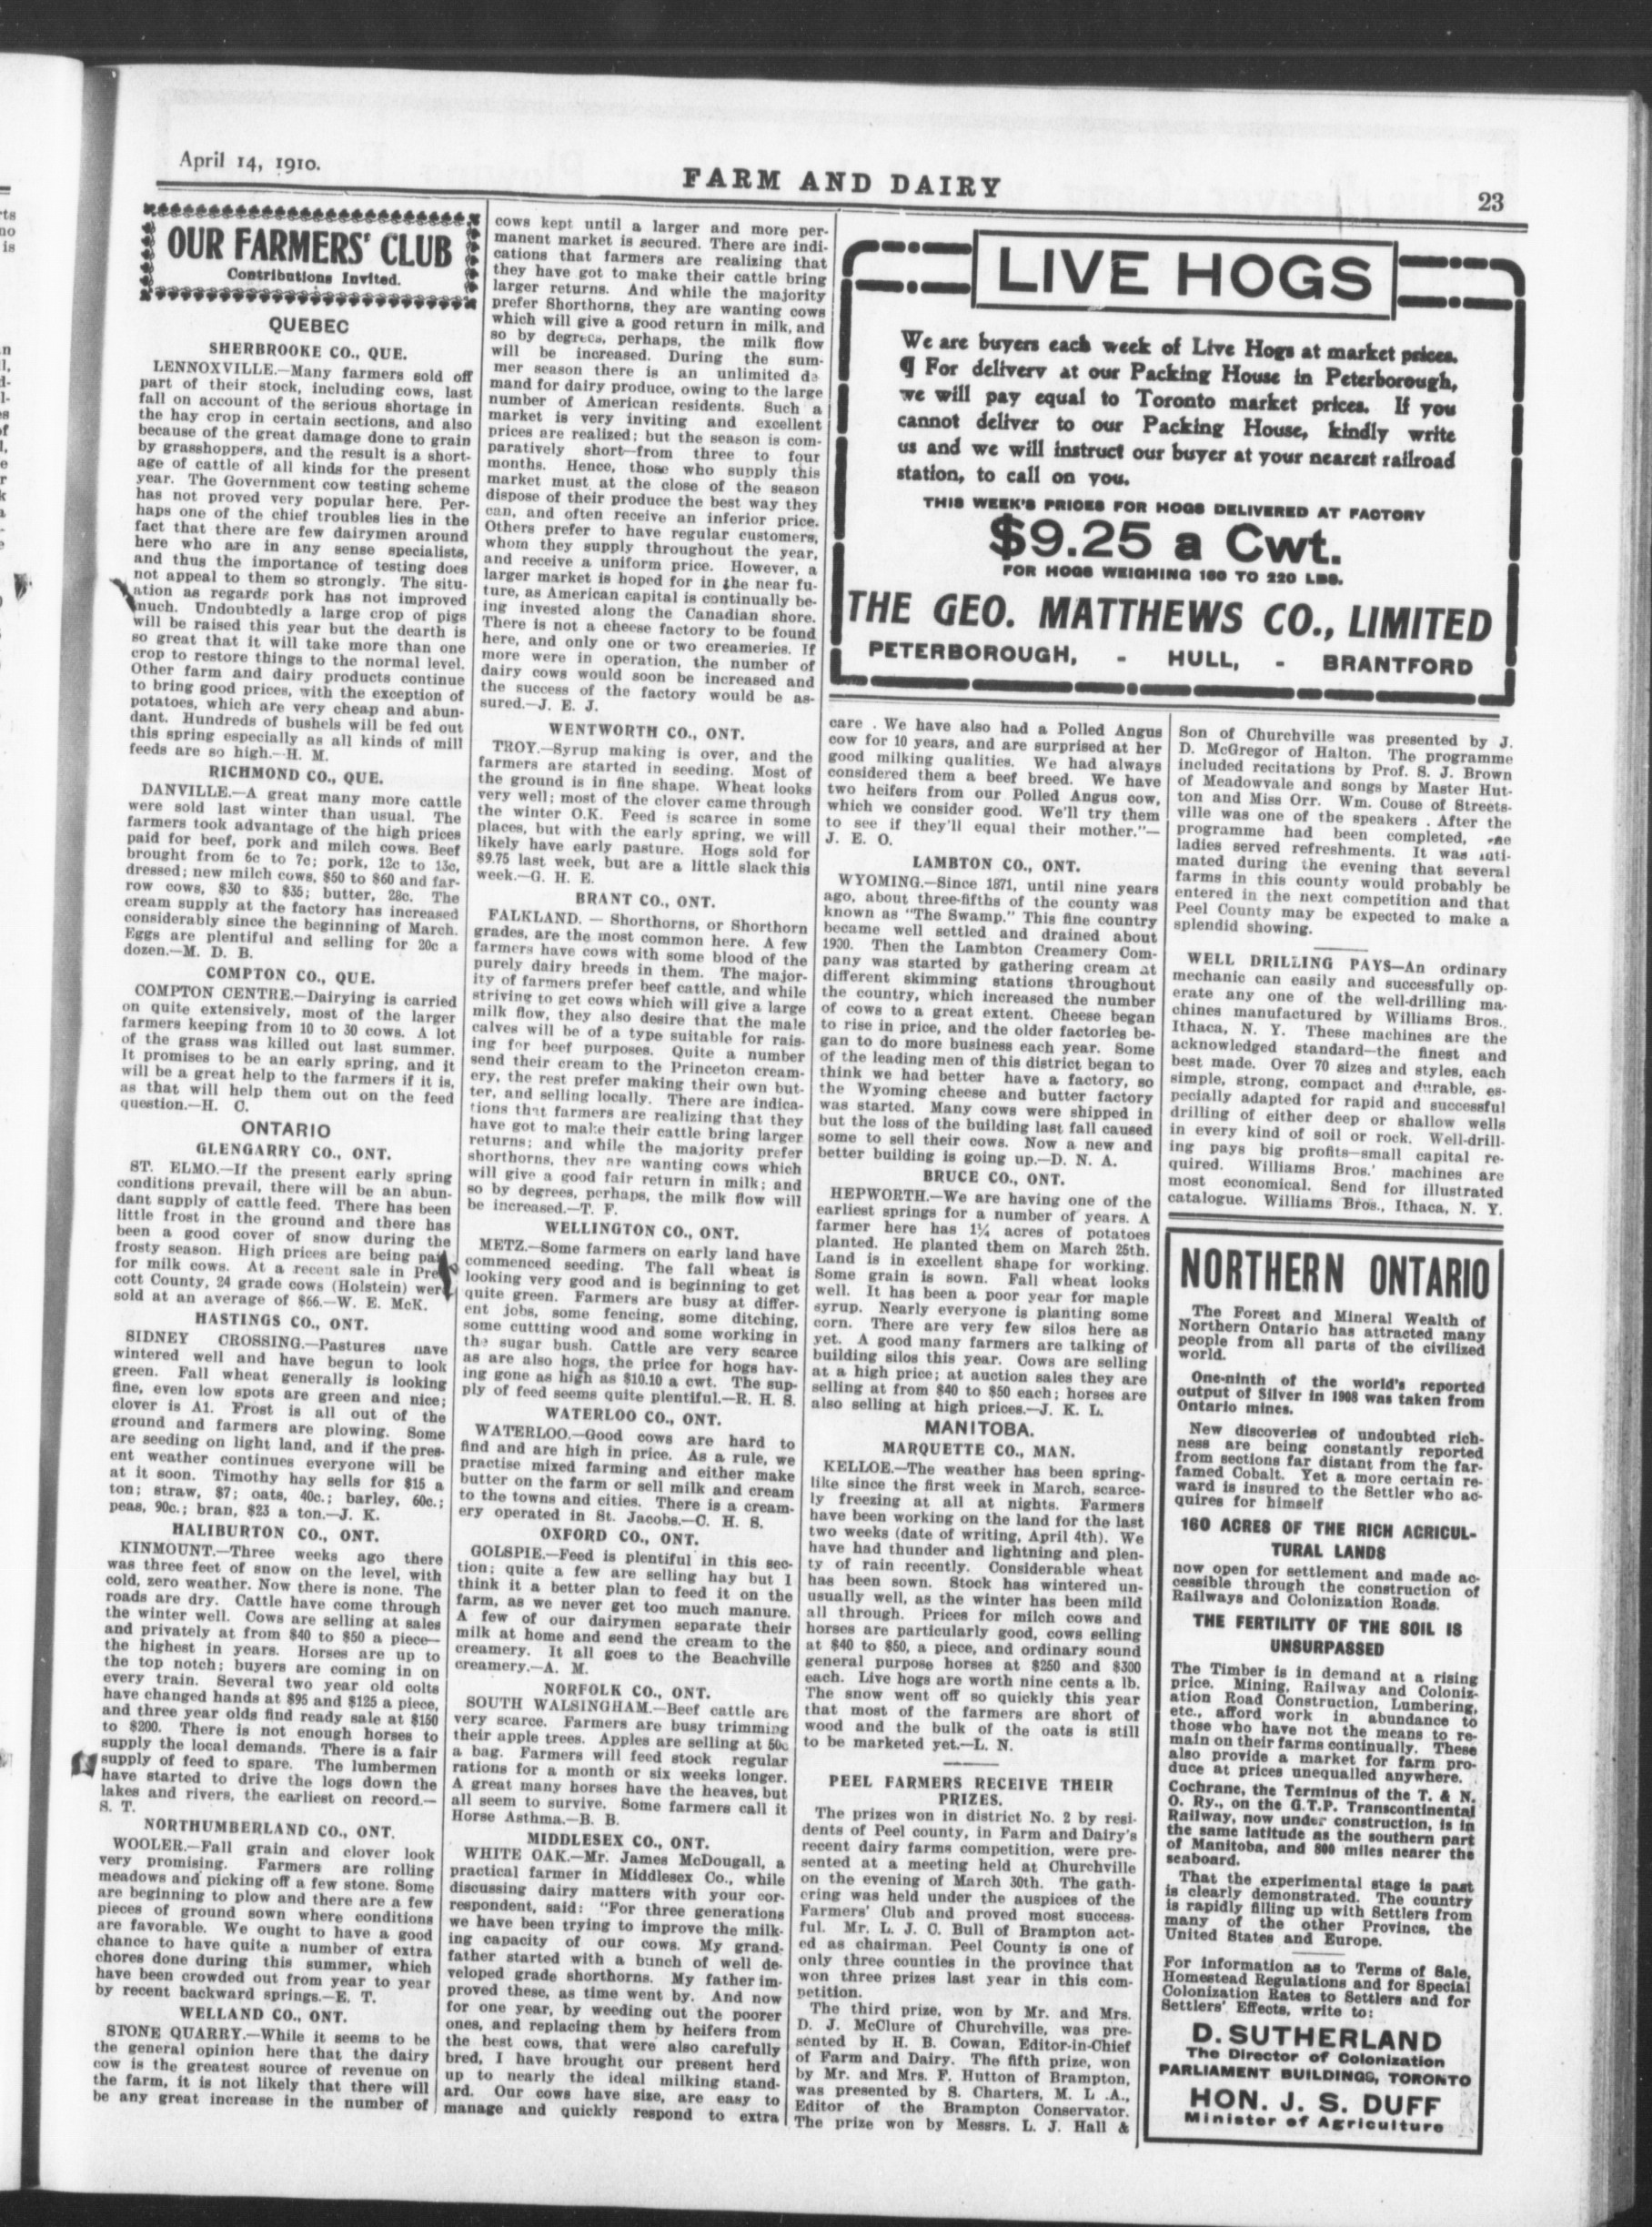 April 14, 1910.
FARM AND DAIRY
23
OUR FARMERS' CLUB
Contributions Invited.
QUEBEC
SHERBROOKE CO., QUE.
LENNOXVILLE.—Many farmers sold off
part of their stock, including cows, last
fall on account of the serious shortage in
the hay crop in certain sections, and also
because of the great damage done to grain
by grasshoppers, and the result is a short-
age of cattle of all kinds for the present
year. The Government cow testing scheme
has not proved very popular here. Per-
haps one of the chief troubles lies in the
fact that there are few dairymen around
here who are in any sense specialists,
and thus the importance of testing does
not appeal to them so strongly. The situ-
ation as regards pork has not improved
much. Undoubtedly a large crop of pigs
will be raised this year but the dearth is
so great that it will take more than one
crop to restore things to the normal level.
Other farm and dairy products continue
to bring good prices, with the exception of
potatoes, which are very cheap and abun-
dant. Hundreds of bushels will be fed out
this spring especially as all kinds of mill
feeds are so high.—H. M.
RICHMOND CO., QUE.
DANVILLE.—A great many more cattle
were sold last winter than usual. The
farmers took advantage of the high prices
paid for beef, pork and milch cows. Beef
brought from 6c to 7c; pork, 12c to 13c,
dressed; new milch cows, $50 to $60 and far-
row cows, $30 to $35; butter, 28c. The
cream supply at the factory has increased
considerably since the beginning of March.
Eggs are plentiful and selling for 20c a
dozen.—M. D. B.
COMPTON CO., QUE.
COMPTON CENTRE.—Dairying is carried
on quite extensively, most of the larger
farmers keeping from 10 to 30 cows. A lot
of the grass was killed out last summer.
It promises to be an early spring, and it
will be a great help to the farmers if it is,
as that will help them out on the feed
question.—H. C.
ONTARIO
GLENGARRY CO., ONT.
ST. ELMO.—If the present early spring
conditions prevail, there will be an abun-
dant supply of cattle feed. There has been
little frost in the ground and there has
been a good cover of snow during the
frosty season. High prices are being paid
for milk cows. At a recent sale in Pres-
cott County, 24 grade cows (Holstein) were
sold at an average of $66.—W. E. McK.
HASTINGS CO., ONT.
SIDNEY CROSSING.—Pastures have
wintered well and have begun to look
green. Fall wheat generally is looking
fine, even low spots are green and nice;
clover is A1. Frost is all out of the
ground and farmers are plowing. Some
are seeding on light land, and if the pres-
ent weather continues everyone will be
at it soon. Timothy hay sells for $15 a
ton; straw, $7; oats, 40c.; barley, 60c.;
peas, 90c.; bran, $23 a ton.—J. K.
HALIBURTON CO., ONT.
KINMOUNT.—Three weeks ago there
was three feet of snow on the level, with
cold, zero weather. Now there is none. The
roads are dry. Cattle have come through
the winter well. Cows are selling at sales
and privately at from $40 to $50 a piece—
the highest in years. Horses are up to
the top notch; buyers are coming in on
every train. Several two year old colts
have changed hands at $95 and $125 a piece,
and three year olds find ready sale at $150
to $200. There is not enough horses to
supply the local demands. There is a fair
supply of feed to spare. The lumbermen
have started to drive the logs down the
lakes and rivers, the earliest on record.—
S. T.
NORTHUMBERLAND CO., ONT.
WOOLER.—Fall grain and clover look
very promising. Farmers are rolling
meadows and picking off a few stone. Some
are beginning to plow and there are a few
pieces of ground sown where conditions
are favorable. We ought to have a good
chance to have quite a number of extra
chores done during this summer, which
have been crowded out from year to year
by recent backward springs.—E. T.
WELLAND CO., ONT.
STONE QUARRY.—While it seems to be
the general opinion here that the dairy
cow is the greatest source of revenue on
the farm, it is not likely that there will
be any great increase in the number of
cows kept until a larger and more per-
manent market is secured. There are indi-
cations that farmers are realizing that
they have got to make their cattle bring
larger returns. And while the majority
prefer Shorthorns, they are wanting cows
which will give a good return in milk, and
so by degrees, perhaps, the milk flow
will be increased. During the sum-
mer season there is an unlimited de-
mand for dairy produce, owing to the large
number of American residents. Such a
market is very inviting and excellent
prices are realized; but the season is com-
paratively short—from three to four
months. Hence, those who supply this
market must at the close of the season
dispose of their produce the best way they
can, and often receive an inferior price.
Others prefer to have regular customers,
whom they supply throughout the year,
and receive a uniform price. However, a
larger market is hoped for in the near fu-
ture, as American capital is continually be-
ing invested along the Canadian shore.
There is not a cheese factory to be found
here, and only one or two creameries. If
more were in operation, the number of
dairy cows would soon be increased and
the success of the factory would be as-
sured.—J. E. J.
WENTWORTH CO., ONT.
TROY.—Syrup making is over, and the
farmers are started in seeding. Most of
the ground is in fine shape. Wheat looks
very well; most of the clover came through
the winter O.K. Feed is scarce in some
places, but with the early spring, we will
likely have early pasture. Hogs sold for
$9.75 last week, but are a little slack this
week.—G. H. E.
BRANT CO., ONT.
FALKLAND. — Shorthorns, or Shorthorn
grades, are the most common here. A few
farmers have cows with some blood of the
purely dairy breeds in them. The major-
ity of farmers prefer beef cattle, and while
striving to get cows which will give a large
milk flow, they also desire that the male
calves will be of a type suitable for rais-
ing for beef purposes. Quite a number
send their cream to the Princeton cream-
ery, the rest prefer making their own but-
ter, and selling locally. There are indica-
tions that farmers are realizing that they
have got to make their cattle bring larger
returns; and while the majority prefer
shorthorns, they are wanting cows which
will give a good fair return in milk; and
so by degrees, perhaps, the milk flow will
be increased.—T. F.
WELLINGTON CO., ONT.
METZ.—Some farmers on early land have
commenced seeding. The fall wheat is
looking very good and is beginning to get
quite green. Farmers are busy at differ-
ent jobs, some fencing, some ditching,
some cuttting wood and some working in
the sugar bush. Cattle are very scarce
as are also hogs, the price for hogs hav-
ing gone as high as $10.10 a cwt. The sup-
ply of feed seems quite plentiful.—R. H. S.
WATERLOO CO., ONT.
WATERLOO.—Good cows are hard to
find and are high in price. As a rule, we
practise mixed farming and either make
butter on the farm or sell milk and cream
to the towns and cities. There is a cream-
ery operated in St. Jacobs.—C. H. S.
OXFORD CO., ONT.
GOLSPIE.—Feed is plentiful in this sec-
tion; quite a few are selling hay but I
think it a better plan to feed it on the
farm, as we never get too much manure.
A few of our dairymen separate their
milk at home and send the cream to the
creamery. It all goes to the Beachville
creamery.—A. M.
NORFOLK CO., ONT.
SOUTH WALSINGHAM.—Beef cattle are
very scarce. Farmers are busy trimming
their apple trees. Apples are selling at 50c
a bag. Farmers will feed stock regular
rations for a month or six weeks longer.
A great many horses have the heaves, but
all seem to survive. Some farmers call it
Horse Asthma.—B. B.
MIDDLESEX CO., ONT.
WHITE OAK.—Mr. James McDougall, a
practical farmer in Middlesex Co., while
discussing dairy matters with your cor-
respondent, said: "For three generations
we have been trying to improve the milk-
ing capacity of our cows. My grand-
father started with a bunch of well de-
veloped grade shorthorns. My father im-
proved these, as time went by. And now
for one year, by weeding out the poorer
ones, and replacing them by heifers from
the best cows, that were also carefully
bred, I have brought our present herd
up to nearly the ideal milking stand-
ard. Our cows have size, are easy to
manage and quickly respond to extra
LIVE HOGS
We are buyers each week of Live Hogs at market prices.
¶ For delivery at our Packing House in Peterborough,
we will pay equal to Toronto market prices. If you
cannot deliver to our Packing House, kindly write
us and we will instruct our buyer at your nearest railroad
station, to call on you.
THIS WEEK'S PRICES FOR HOGS DELIVERED AT FACTORY
$9.25 a Cwt.
FOR HOGS WEIGHING 160 TO 220 LBS.
THE GEO. MATTHEWS CO., LIMITED
PETERBOROUGH, - HULL, - BRANTFORD
care . We have also had a Polled Angus
cow for 10 years, and are surprised at her
good milking qualities. We had always
considered them a beef breed. We have
two heifers from our Polled Angus cow,
which we consider good. We'll try them
to see if they'll equal their mother."—
J. E. O.
LAMBTON CO., ONT.
WYOMING.—Since 1871, until nine years
ago, about three-fifths of the county was
known as "The Swamp." This fine country
became well settled and drained about
1900. Then the Lambton Creamery Com-
pany was started by gathering cream at
different skimming stations throughout
the country, which increased the number
of cows to a great extent. Cheese began
to rise in price, and the older factories be-
gan to do more business each year. Some
of the leading men of this district began to
think we had better have a factory, so
the Wyoming cheese and butter factory
was started. Many cows were shipped in
but the loss of the building last fall caused
some to sell their cows. Now a new and
better building is going up.—D. N. A.
BRUCE CO., ONT.
HEPWORTH.—We are having one of the
earliest springs for a number of years. A
farmer here has 1¼ acres of potatoes
planted. He planted them on March 25th.
Land is in excellent shape for working.
Some grain is sown. Fall wheat looks
well. It has been a poor year for maple
syrup. Nearly everyone is planting some
corn. There are very few silos here as
yet. A good many farmers are talking of
building silos this year. Cows are selling
at a high price; at auction sales they are
selling at from $40 to $50 each; horses are
also selling at high prices.—J. K. L.
MANITOBA.
MARQUETTE CO., MAN.
KELLOE.—The weather has been spring-
like since the first week in March, scarce-
ly freezing at all at nights. Farmers
have been working on the land for the last
two weeks (date of writing, April 4th). We
have had thunder and lightning and plen-
ty of rain recently. Considerable wheat
has been sown. Stock has wintered un-
usually well, as the winter has been mild
all through. Prices for milch cows and
horses are particularly good, cows selling
at $40 to $50, a piece, and ordinary sound
general purpose horses at $250 and $300
each. Live hogs are worth nine cents a lb.
The snow went off so quickly this year
that most of the farmers are short of
wood and the bulk of the oats is still
to be marketed yet.—L. N.
PEEL FARMERS RECEIVE THEIR
PRIZES.
The prizes won in district No. 2 by resi-
dents of Peel county, in Farm and Dairy's
recent dairy farms competition, were pre-
sented at a meeting held at Churchville
on the evening of March 30th. The gath-
ering was held under the auspices of the
Farmers' Club and proved most success-
ful. Mr. L. J. C. Bull of Brampton act-
ed as chairman. Peel County is one of
only three counties in the province that
won three prizes last year in this com-
petition.
The third prize, won by Mr. and Mrs.
D. J. McClure of Churchville, was pre-
sented by H. B. Cowan, Editor-in-Chief
of Farm and Dairy. The fifth prize, won
by Mr. and Mrs. F. Hutton of Brampton,
was presented by S. Charters, M. L .A.,
Editor of the Brampton Conservator.
The prize won by Messrs. L. J. Hall &
Son of Churchville was presented by J.
D. McGregor of Halton. The programme
included recitations by Prof. S. J. Brown
of Meadowvale and songs by Master Hut-
ton and Miss Orr. Wm. Couse of Streets-
ville was one of the speakers . After the
programme had been completed, the
ladies served refreshments. It was inti-
mated during the evening that several
farms in this county would probably be
entered in the next competition and that
Peel County may be expected to make a
splendid showing.
WELL DRILLING PAYS—An ordinary
mechanic can easily and successfully op-
erate any one of the well-drilling ma-
chines manufactured by Williams Bros.,
Ithaca, N. Y. These machines are the
acknowledged standard—the finest and
best made. Over 70 sizes and styles, each
simple, strong, compact and durable, es-
pecially adapted for rapid and successful
drilling of either deep or shallow wells
in every kind of soil or rock. Well-drill-
ing pays big profits—small capital re-
quired. Williams Bros.' machines are
most economical. Send for illustrated
catalogue. Williams Bros., Ithaca, N. Y.
NORTHERN ONTARIO
The Forest and Mineral Wealth of
Northern Ontario has attracted many
people from all parts of the civilized
world.
One-ninth of the world's reported
output of Silver in 1908 was taken from
Ontario mines.
New discoveries of undoubted rich-
ness are being constantly reported
from sections far distant from the far-
famed Cobalt. Yet a more certain re-
ward is insured to the Settler who ac-
quires for himself
160 ACRES OF THE RICH AGRICUL-
TURAL LANDS
now open for settlement and made ac-
cessible through the construction of
Railways and Colonization Roads.
THE FERTILITY OF THE SOIL IS
UNSURPASSED
The Timber is in demand at a rising
price. Mining, Railway and Coloniz-
ation Road Construction, Lumbering,
etc., afford work in abundance to
those who have not the means to re-
main on their farms continually. These
also provide a market for farm pro-
duce at prices unequalled anywhere.
Cochrane, the Terminus of the T. & N.
O. Ry., on the G.T.P. Transcontinental
Railway, now under construction, is in
the same latitude as the southern part
of Manitoba, and 800 miles nearer the
seaboard.
That the experimental stage is past
is clearly demonstrated. The country
is rapidly filling up with Settlers from
many of the other Province, the
United States and Europe.
For information as to Terms of Sale,
Homestead Regulations and for Special
Colonization Rates to Settlers and for
Settlers' Effects, write to:
D. SUTHERLAND
The Director of Colonization
PARLIAMENT BUILDINGS, TORONTO
HON. J. S. DUFF
Minister of Agriculture